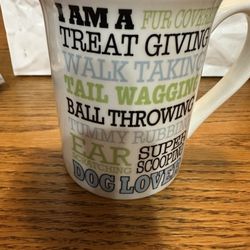 I AM A FUR COVERED
TREAT GIVING
WALK TAKING
TAIL WAGGING
BALL THROWING
TUMMY RUBBING
EAR SCRATCHING
SUPER SCOOPING
DOG LOVER